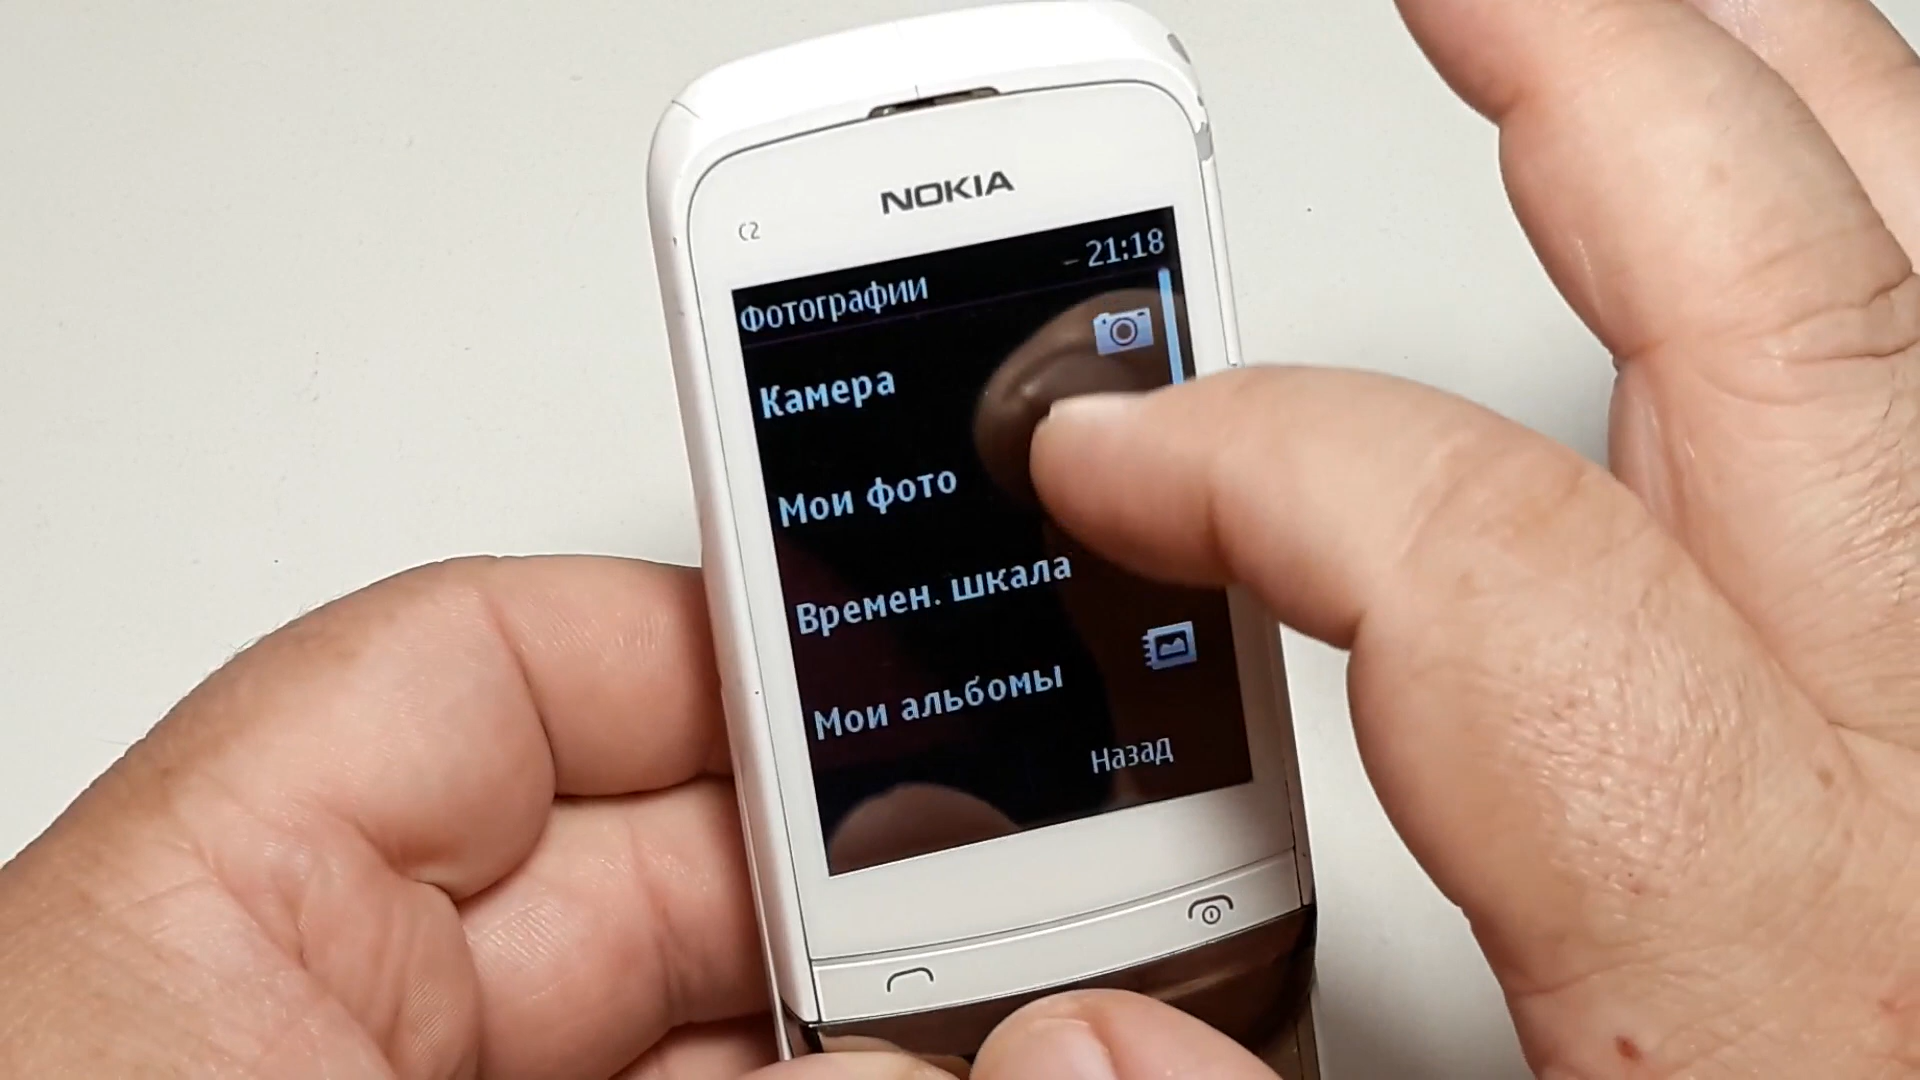 NOKIA
C2
21:18
Фотографии
Камера
Мои фото
Времен. шкала
Мои альбомы
Назад